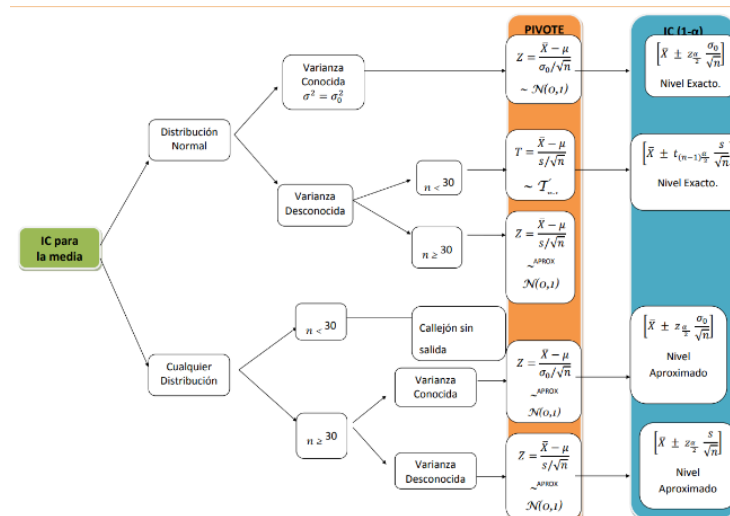 PIVOTE
IC (1-α)
Varianza
Conocida
σ² = σ₀²
Z = (X̄ − μ)/(σ₀/√n)
~ N(0,1)
[X̄ ± z_{α/2} σ₀/√n]
Nivel Exacto.
Distribución
Normal
Varianza
Desconocida
n < 30
T = (X̄ − μ)/(s/√n)
~ T_{n-1}
[X̄ ± t_{(n−1)α/2} s/√n]
Nivel Exacto.
n ≥ 30
Z = (X̄ − μ)/(s/√n)
~APROX
N(0,1)
IC para
la media
Cualquier
Distribución
n < 30
Callejón sin
salida
n ≥ 30
Varianza
Conocida
Z = (X̄ − μ)/(σ₀/√n)
~APROX
N(0,1)
[X̄ ± z_{α/2} σ₀/√n]
Nivel
Aproximado
Varianza
Desconocida
Z = (X̄ − μ)/(s/√n)
~APROX
N(0,1)
[X̄ ± z_{α/2} s/√n]
Nivel
Aproximado